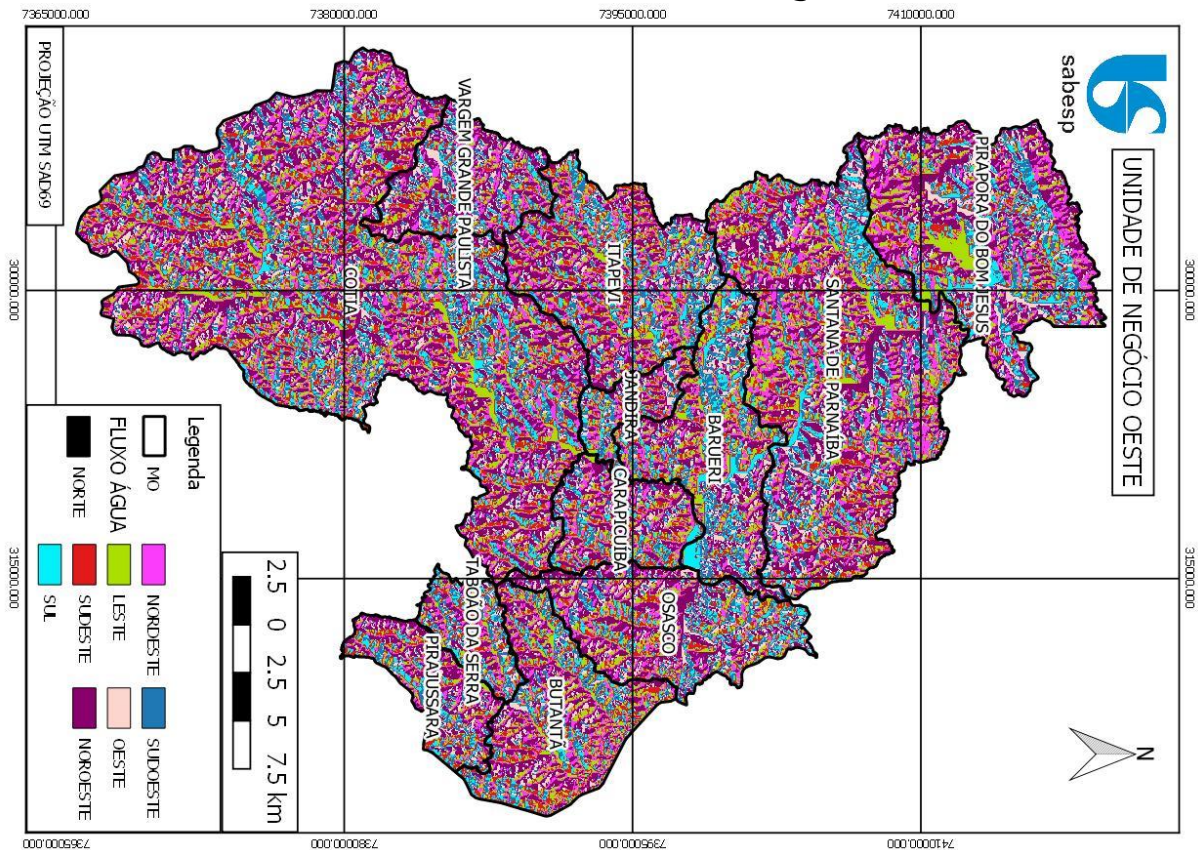 sabesp
UNIDADE DE NEGÓCIO OESTE
N
7365000.000
7380000.000
7395000.000
7410000.000
300000.000
315000.000
300000.000
315000.000
7365000.000
7380000.000
7395000.000
7410000.000
PIRAPORA DO BOM JESUS
SANTANA DE PARNAÍBA
BARUERI
ITAPEVI
JANDIRA
CARAPICUÍBA
OSASCO
VARGEM GRANDE PAULISTA
COTIA
BUTANTÃ
TABOÃO DA SERRA
PIRAJUSSARA
2.5 0 2.5 5 7.5 km
Legenda
MO
FLUXO ÁGUA
NORTE
NORDESTE
LESTE
SUDESTE
SUL
SUDOESTE
OESTE
NOROESTE
PROJEÇÃO UTM SAD69